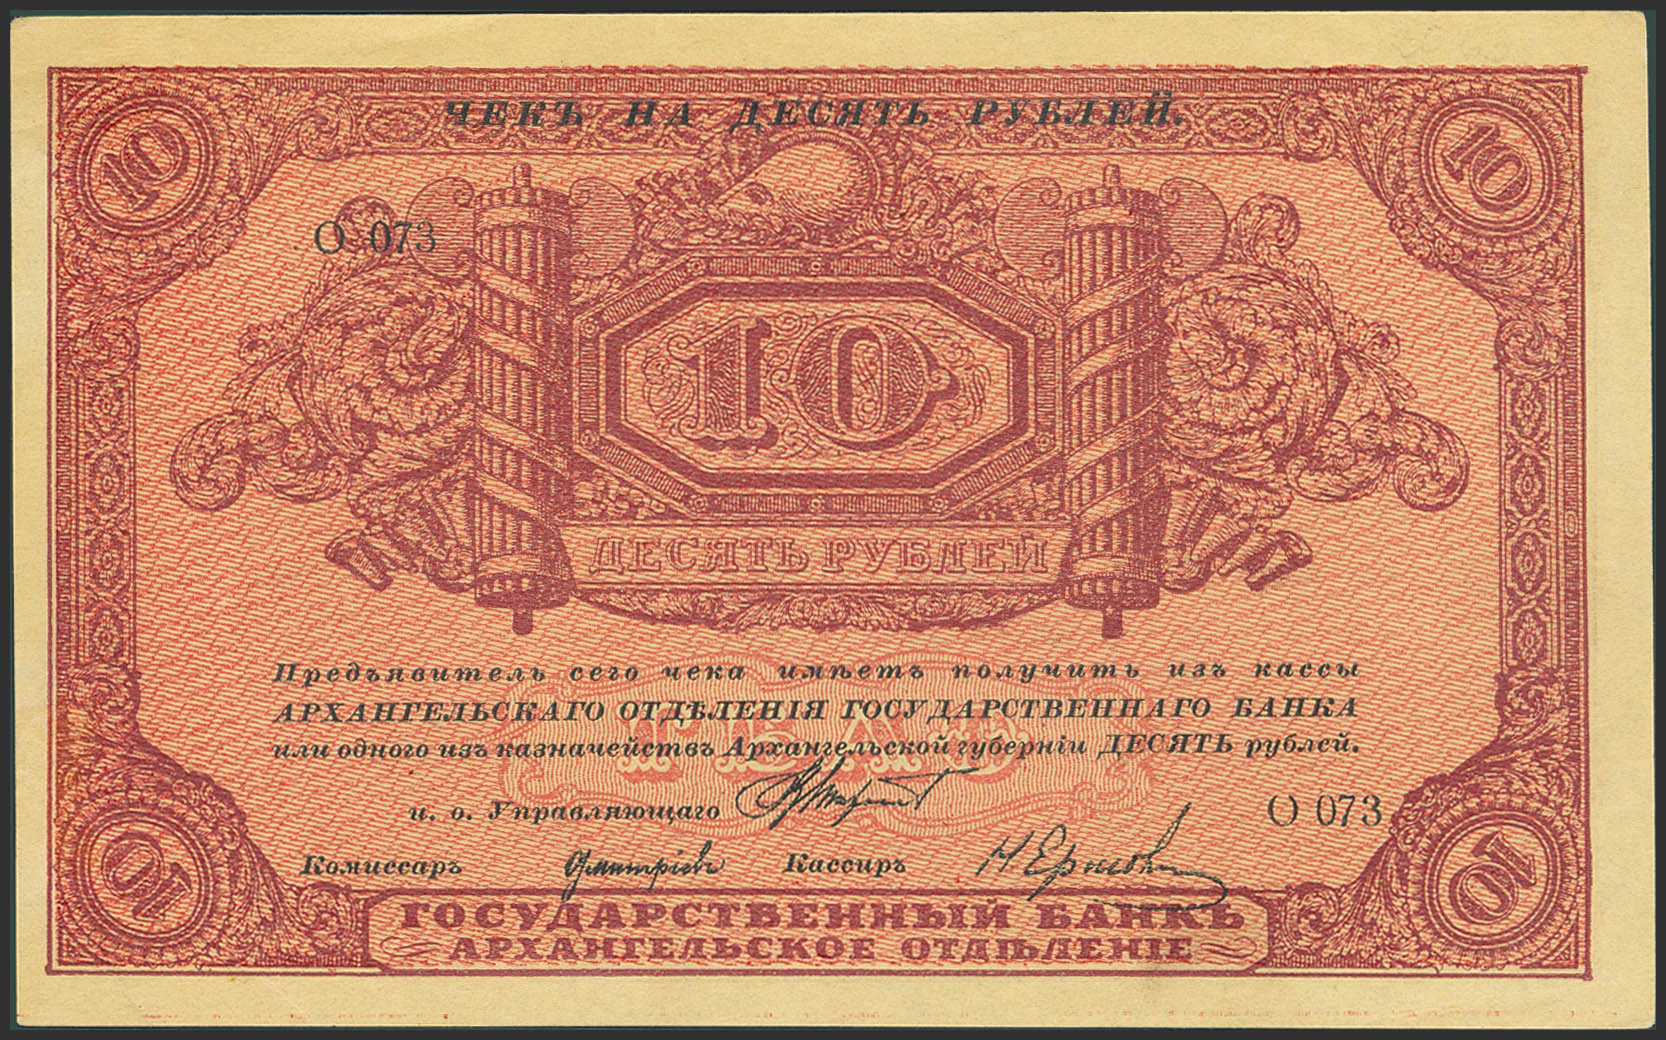 ЧЕКЪ НА ДЕСЯТЬ РУБЛЕЙ.
10
10
О 073
10
ДЕСЯТЬ РУБЛЕЙ
Предъявитель сего чека имѣетъ получить изъ кассы
АРХАНГЕЛЬСКАГО ОТДѢЛЕНІЯ ГОСУДАРСТВЕННАГО БАНКА
или одного изъ казначействъ Архангельской губерніи ДЕСЯТЬ рублей.
ГБАО
и. о. Управляющаго
О 073
Комиссаръ
Кассиръ
10
10
ГОСУДАРСТВЕННЫЙ БАНКЪ
АРХАНГЕЛЬСКОЕ ОТДѢЛЕНІЕ